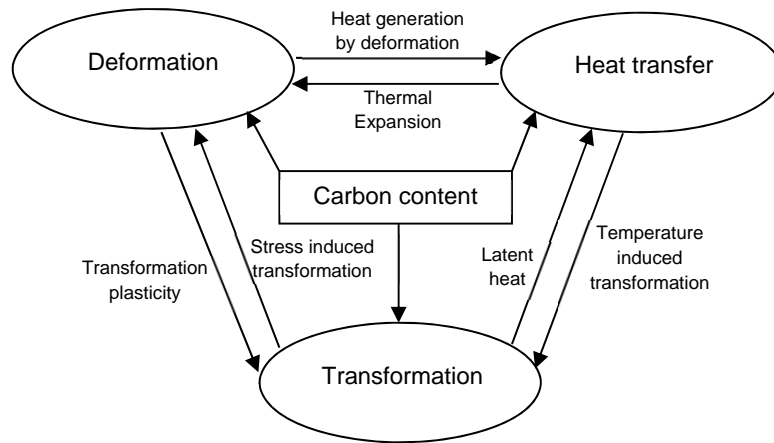 Heat generation
by deformation
Deformation
Heat transfer
Thermal
Expansion
Carbon content
Stress induced
transformation
Transformation
plasticity
Latent
heat
Temperature
induced
transformation
Transformation